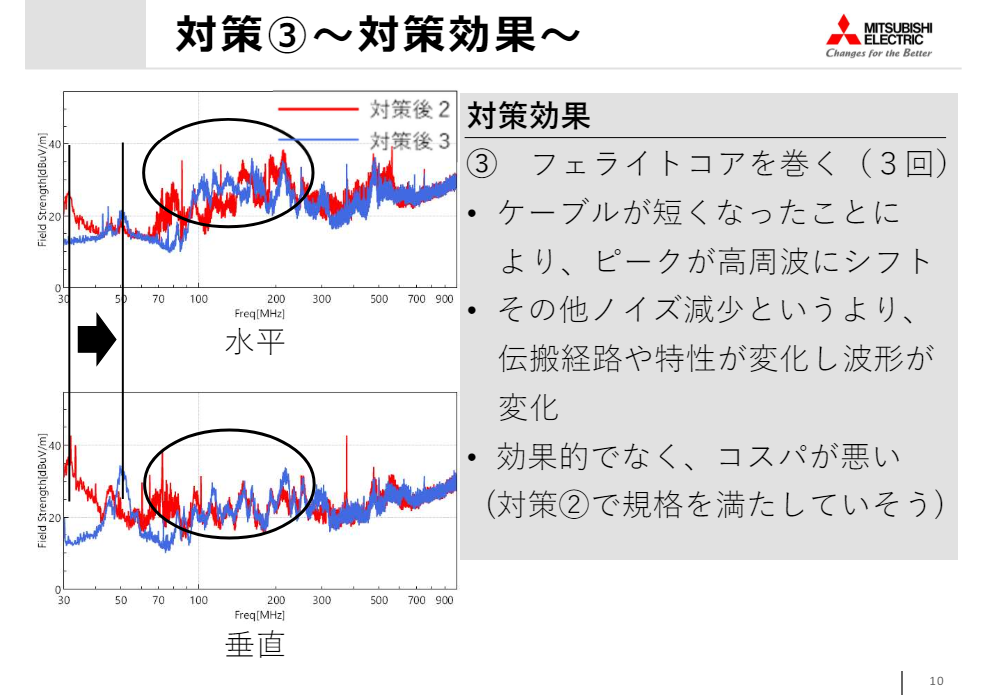 対策③～対策効果～
MITSUBISHI
ELECTRIC
Changes for the Better
対策後２
対策後３
Field Strength[dBuV/m]
40
20
0
30 50 70 100 200 300 500 700 900
Freq[MHz]
水平
Field Strength[dBuV/m]
40
20
0
30 50 70 100 200 300 500 700 900
Freq[MHz]
垂直
対策効果
③　フェライトコアを巻く（３回）
• ケーブルが短くなったことに
より、ピークが高周波にシフト
• その他ノイズ減少というより、
伝搬経路や特性が変化し波形が
変化
• 効果的でなく、コスパが悪い
（対策②で規格を満たしていそう）
10